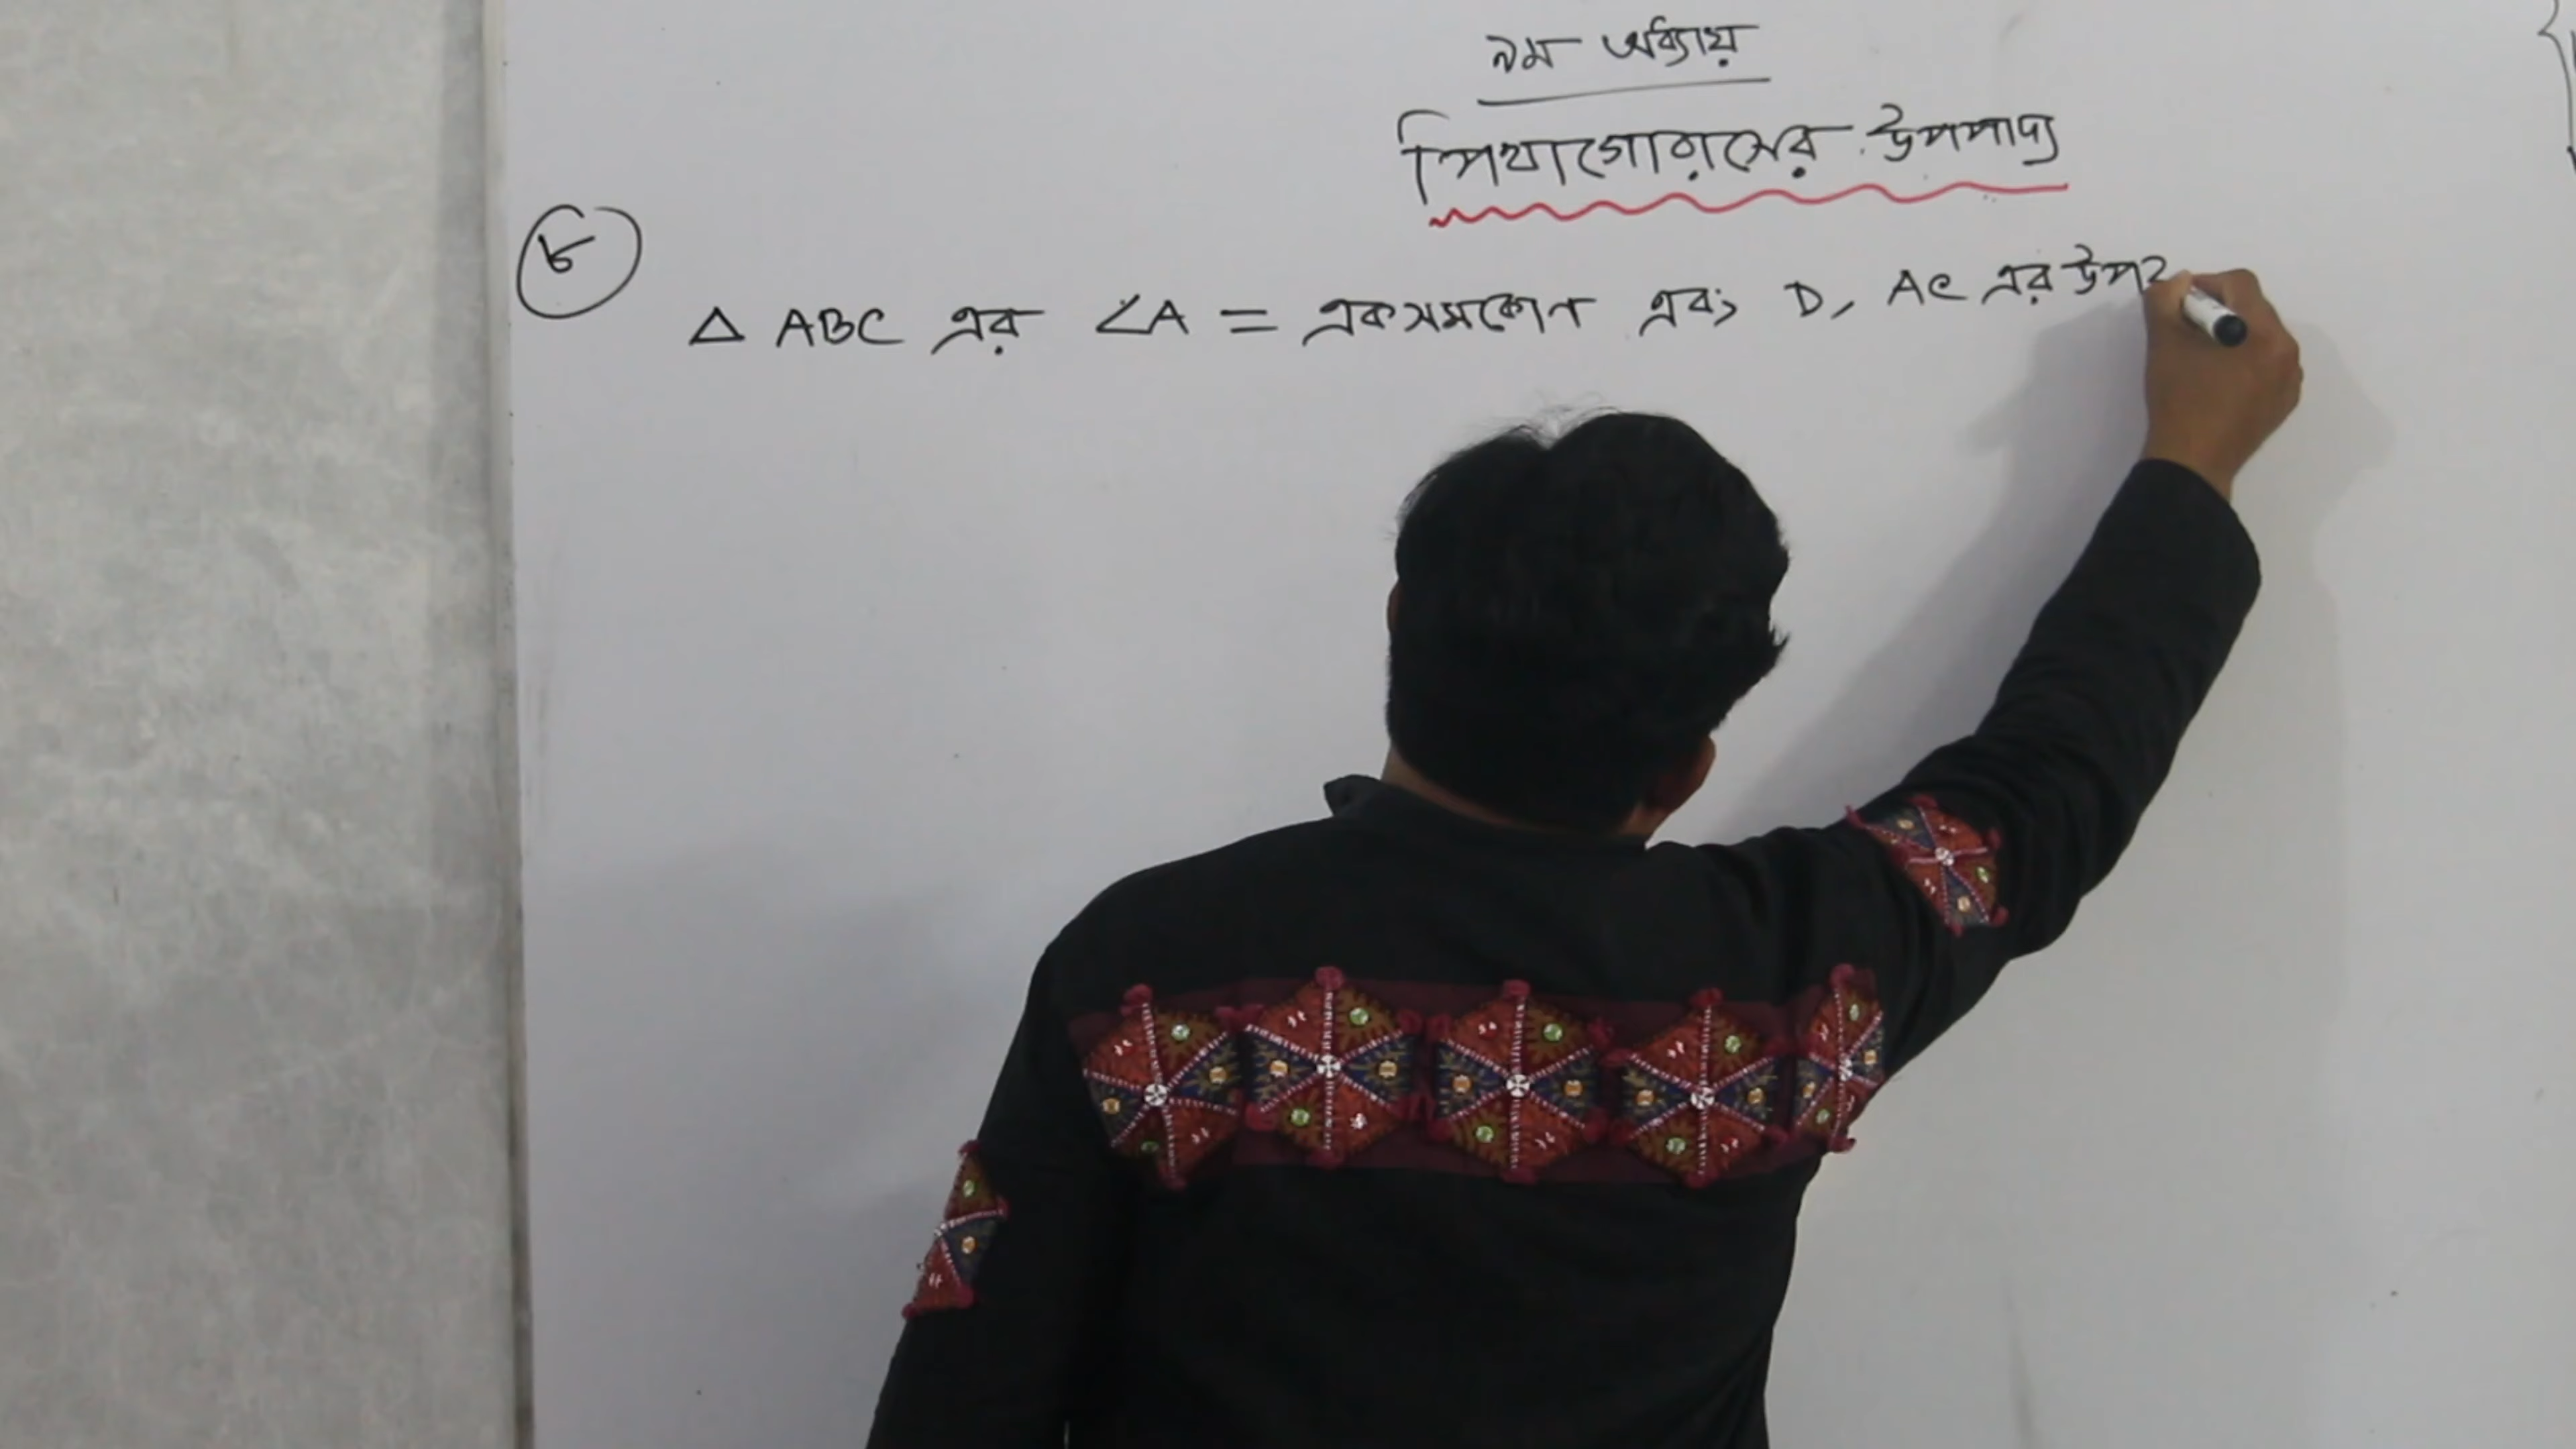 ৯ম অধ্যায়
পিথাগোরাসের উপপাদ্য
৮
△ ABC এর ∠A = একসমকোণ এবং D, AC এর উপর